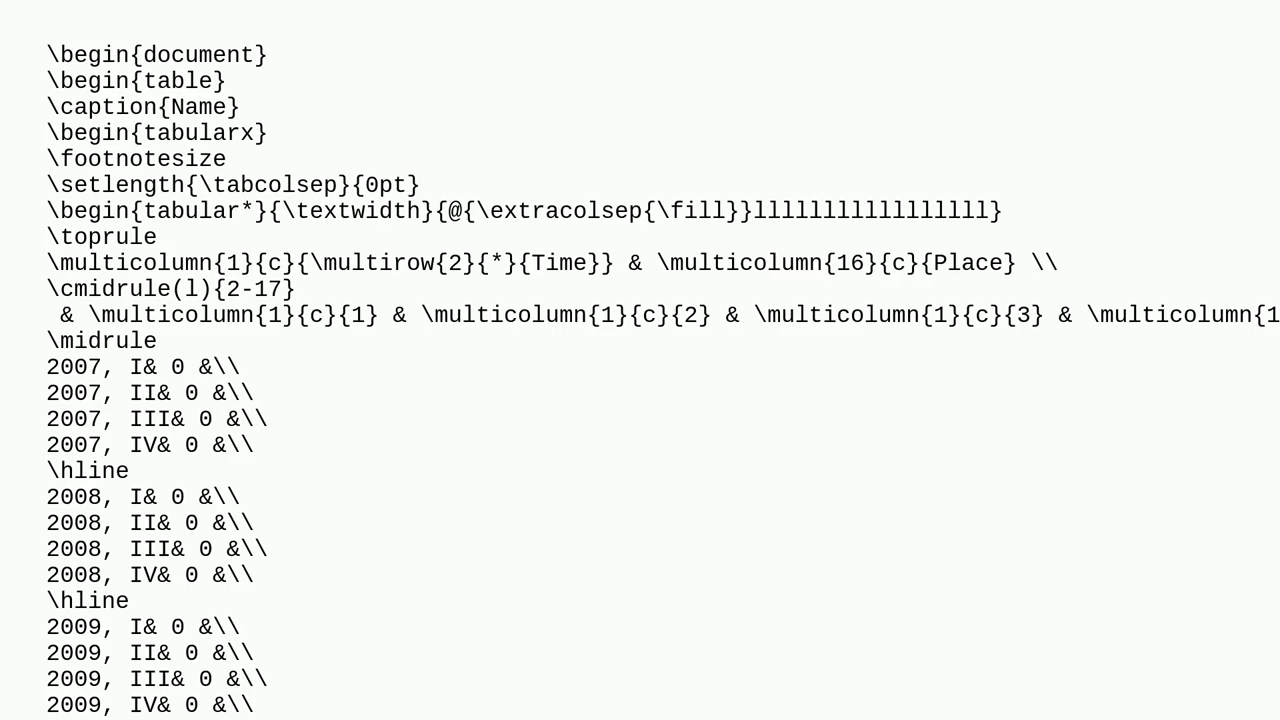 \begin{document}
\begin{table}
\caption{Name}
\begin{tabularx}
\footnotesize
\setlength{\tabcolsep}{0pt}
\begin{tabular*}{\textwidth}{@{\extracolsep{\fill}}lllllllllllllllll}
\toprule
\multicolumn{1}{c}{\multirow{2}{*}{Time}} & \multicolumn{16}{c}{Place} \\
\cmidrule(l){2-17}
 & \multicolumn{1}{c}{1} & \multicolumn{1}{c}{2} & \multicolumn{1}{c}{3} & \multicolumn{1
\midrule
2007, I& 0 &\\
2007, II& 0 &\\
2007, III& 0 &\\
2007, IV& 0 &\\
\hline
2008, I& 0 &\\
2008, II& 0 &\\
2008, III& 0 &\\
2008, IV& 0 &\\
\hline
2009, I& 0 &\\
2009, II& 0 &\\
2009, III& 0 &\\
2009, IV& 0 &\\